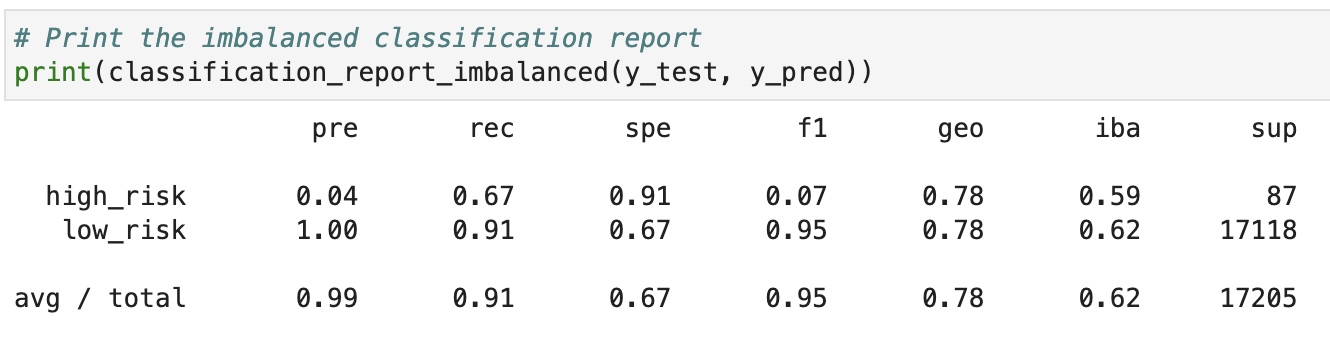 # Print the imbalanced classification report
print(classification_report_imbalanced(y_test, y_pred))
pre rec spe f1 geo iba sup
high_risk 0.04 0.67 0.91 0.07 0.78 0.59 87
low_risk 1.00 0.91 0.67 0.95 0.78 0.62 17118
avg / total 0.99 0.91 0.67 0.95 0.78 0.62 17205